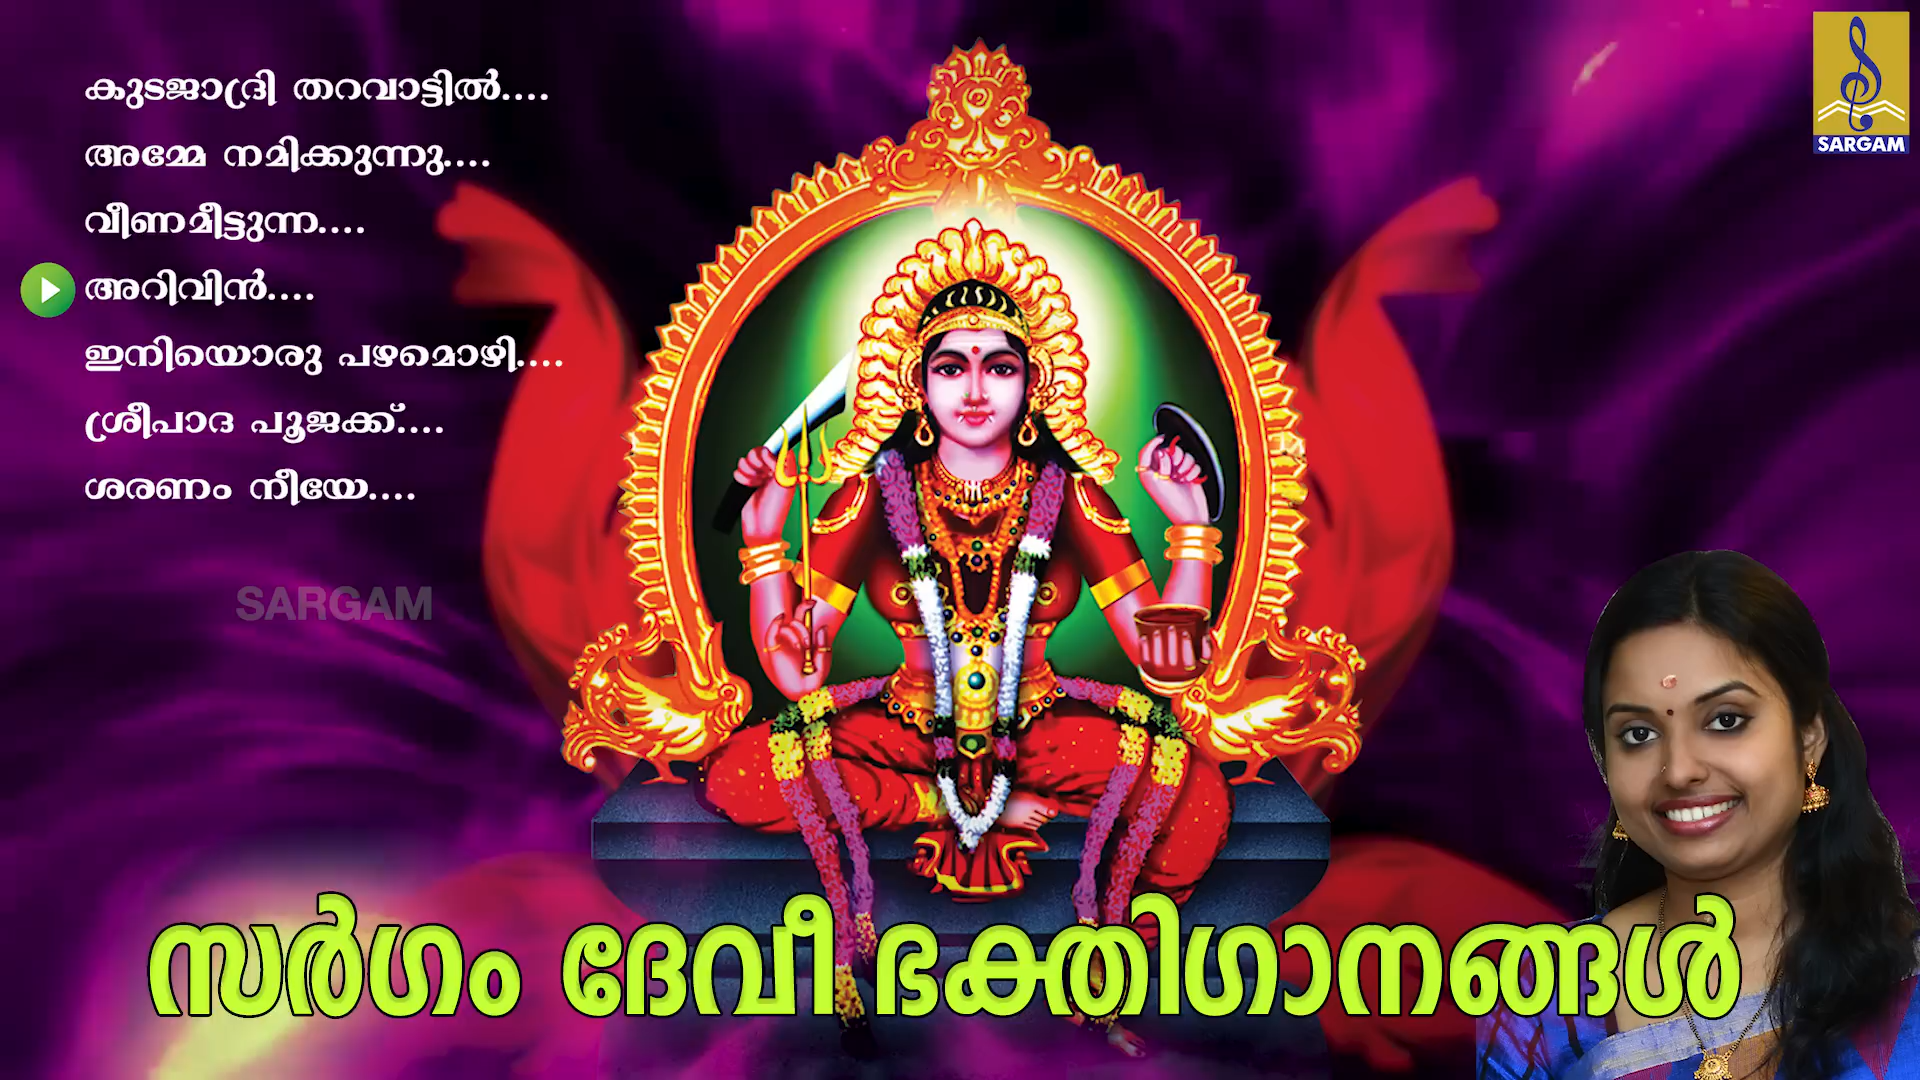 കുടജാദ്രി തറവാട്ടിൽ....
അമ്മേ നമിക്കുന്നു....
വീണമീട്ടുന്ന....
അറിവിൻ....
ഇനിയൊരു പഴമൊഴി....
ശ്രീപാദ പൂജക്ക്....
ശരണം നീയേ....
SARGAM
SARGAM
സർഗം ദേവീ ഭക്തിഗാനങ്ങൾ